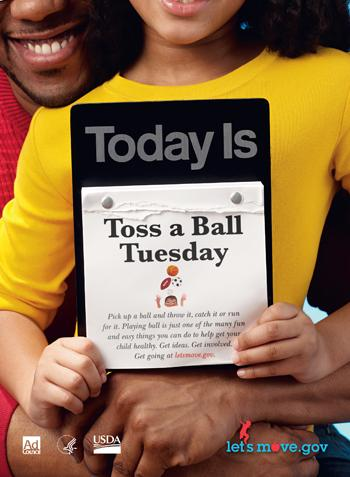 Today Is
Toss a Ball
Tuesday
Pick up a ball and throw it, catch it or run
for it. Playing ball is just one of the many fun
and easy things you can do to help get your
child healthy. Get ideas. Get involved.
Get going at letsmove.gov.
Ad
COUNCIL
USDA
let's move.gov